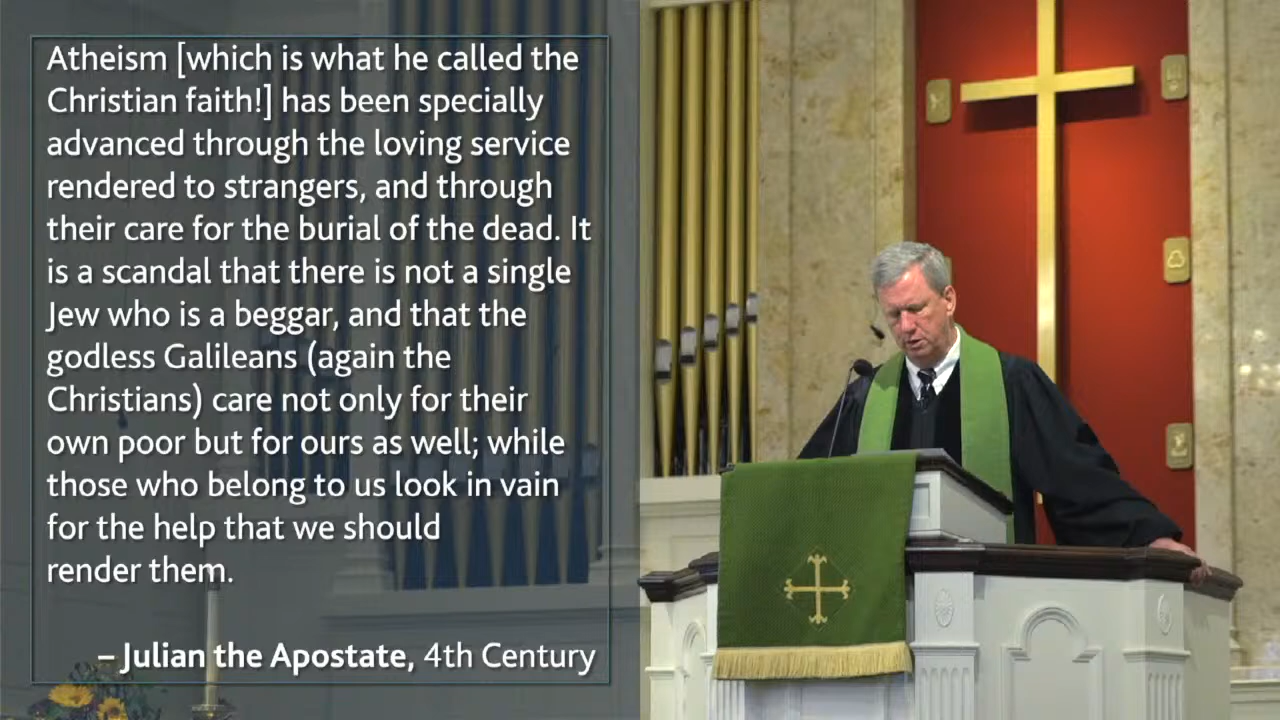 Atheism [which is what he called the
Christian faith!] has been specially
advanced through the loving service
rendered to strangers, and through
their care for the burial of the dead. It
is a scandal that there is not a single
Jew who is a beggar, and that the
godless Galileans (again the
Christians) care not only for their
own poor but for ours as well; while
those who belong to us look in vain
for the help that we should
render them.
– Julian the Apostate, 4th Century